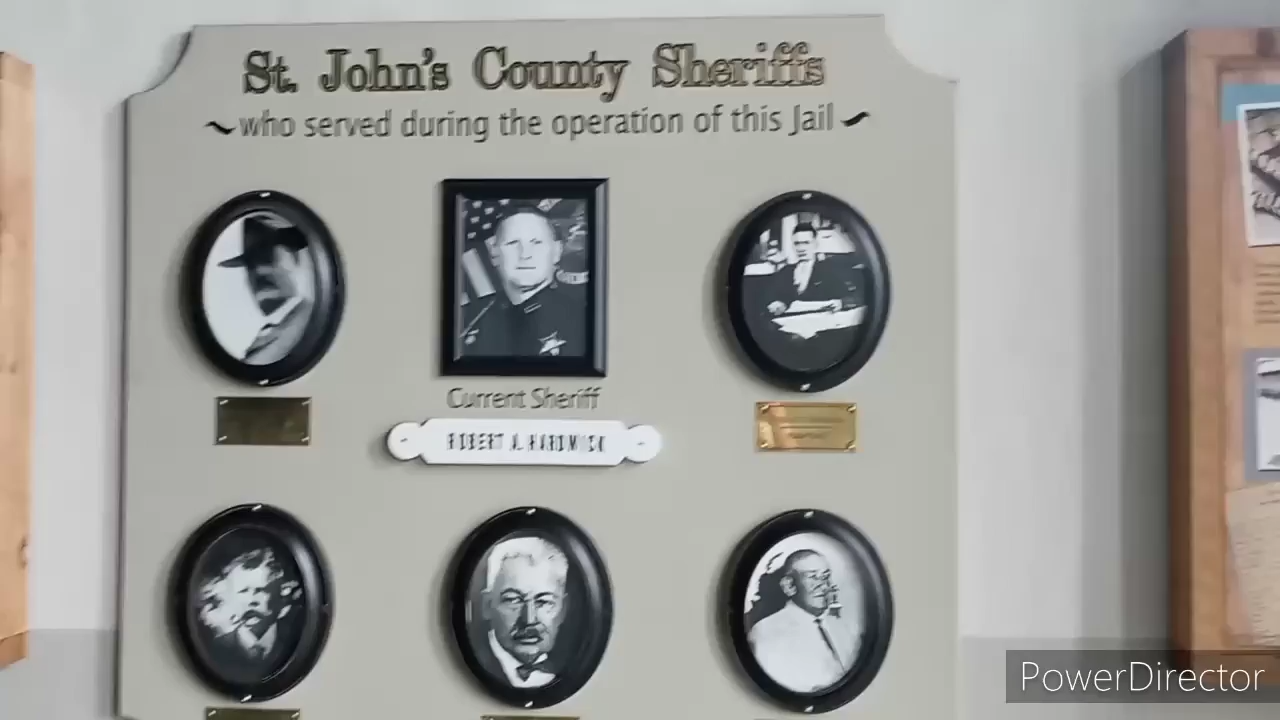 St. John's County Sheriffs
who served during the operation of this Jail
Current Sheriff
ROBERT A. HARDWICK
PowerDirector